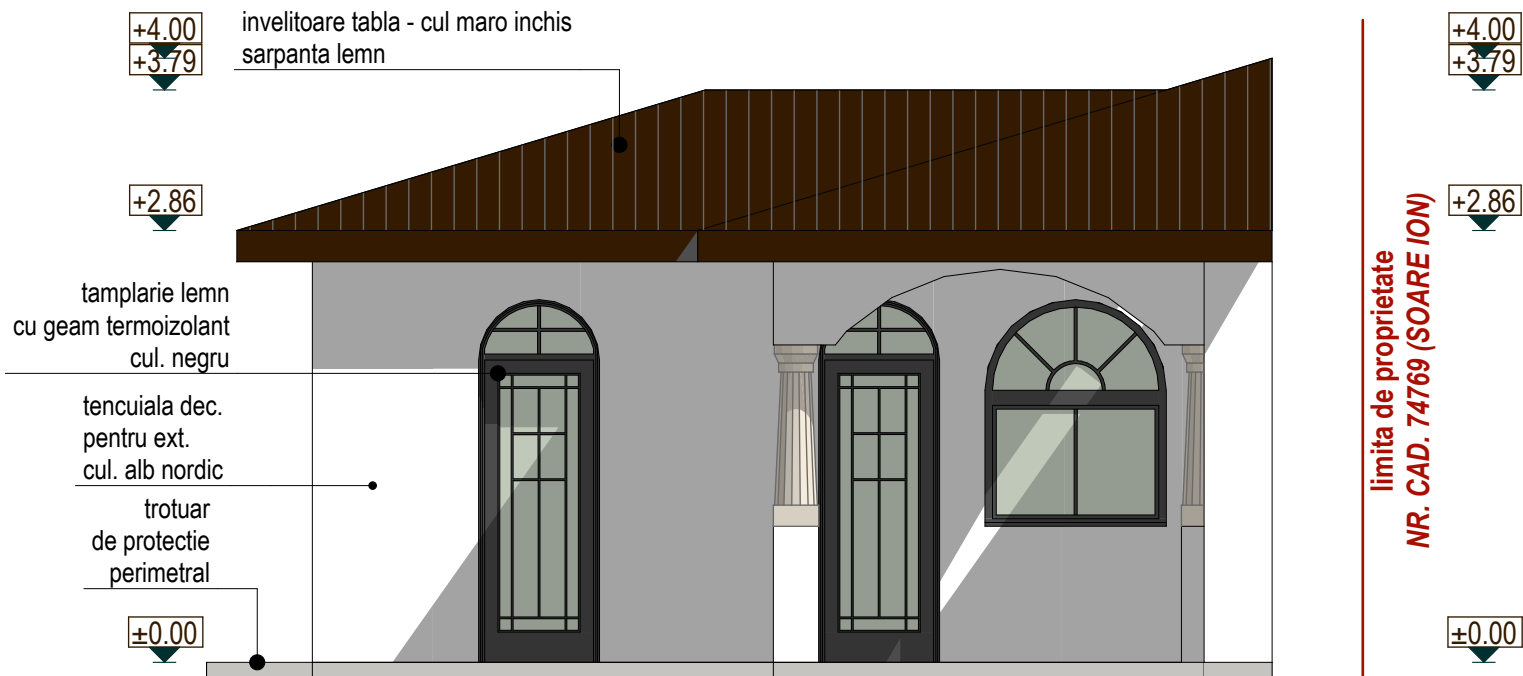 +4.00
+3.79
invelitoare tabla - cul maro inchis
sarpanta lemn
+2.86
tamplarie lemn
cu geam termoizolant
cul. negru
tencuiala dec.
pentru ext.
cul. alb nordic
trotuar
de protectie
perimetral
±0.00
limita de proprietate
NR. CAD. 74769 (SOARE ION)
+4.00
+3.79
+2.86
±0.00